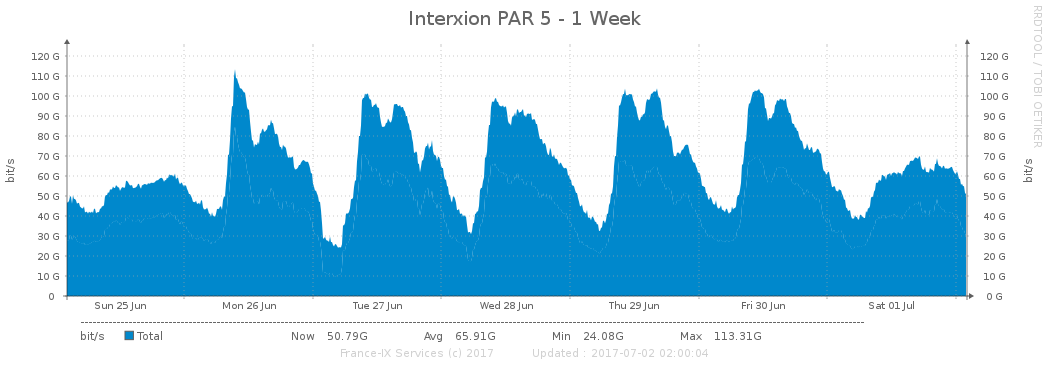 Interxion PAR 5 - 1 Week
RRDTOOL / TOBI OETIKER
bit/s
120 G 120 G
110 G 110 G
100 G 100 G
90 G 90 G
80 G 80 G
70 G 70 G
60 G 60 G
50 G 50 G
40 G 40 G
30 G 30 G
20 G 20 G
10 G 10 G
0 0 G
bit/s
Sun 25 Jun Mon 26 Jun Tue 27 Jun Wed 28 Jun Thu 29 Jun Fri 30 Jun Sat 01 Jul
bit/s Total Now 50.79G Avg 65.91G Min 24.08G Max 113.31G
France-IX Services (c) 2017 Updated : 2017-07-02 02:00:04